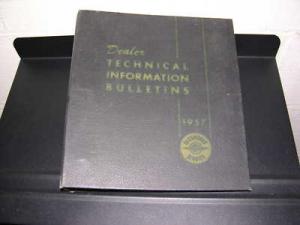 Dealer
TECHNICAL
INFORMATION
BULLETINS
1957